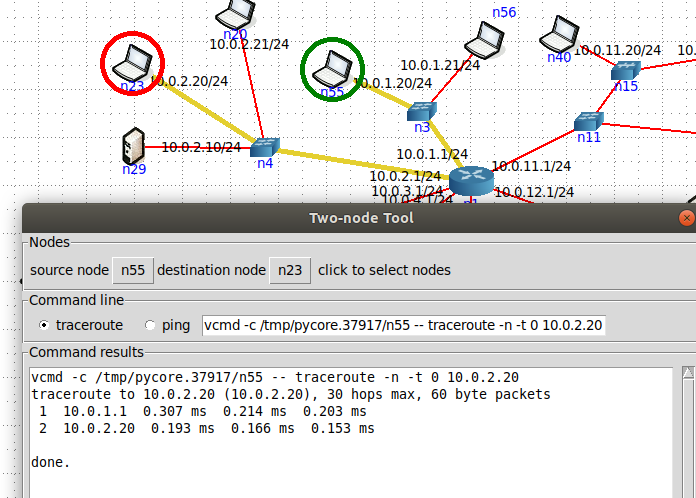 n56
n20
10.0.2.21/24
n40
10.0.11.20/24
10.
10.0.1.21/24
n23
10.0.2.20/24
n55
10.0.1.20/24
n15
n3
n11
10.0.2.10/24
n29
n4
10.0.1.1/24
10.0.11.1/24
10.0.2.1/24
10.0.3.1/24
10.0.12.1/24
10.0.4.1/24
n1
Two-node Tool
Nodes
source node n55 destination node n23 click to select nodes
Command line
traceroute ping vcmd -c /tmp/pycore.37917/n55 -- traceroute -n -t 0 10.0.2.20
Command results
vcmd -c /tmp/pycore.37917/n55 -- traceroute -n -t 0 10.0.2.20
traceroute to 10.0.2.20 (10.0.2.20), 30 hops max, 60 byte packets
1 10.0.1.1 0.307 ms 0.214 ms 0.203 ms
2 10.0.2.20 0.193 ms 0.166 ms 0.153 ms
done.